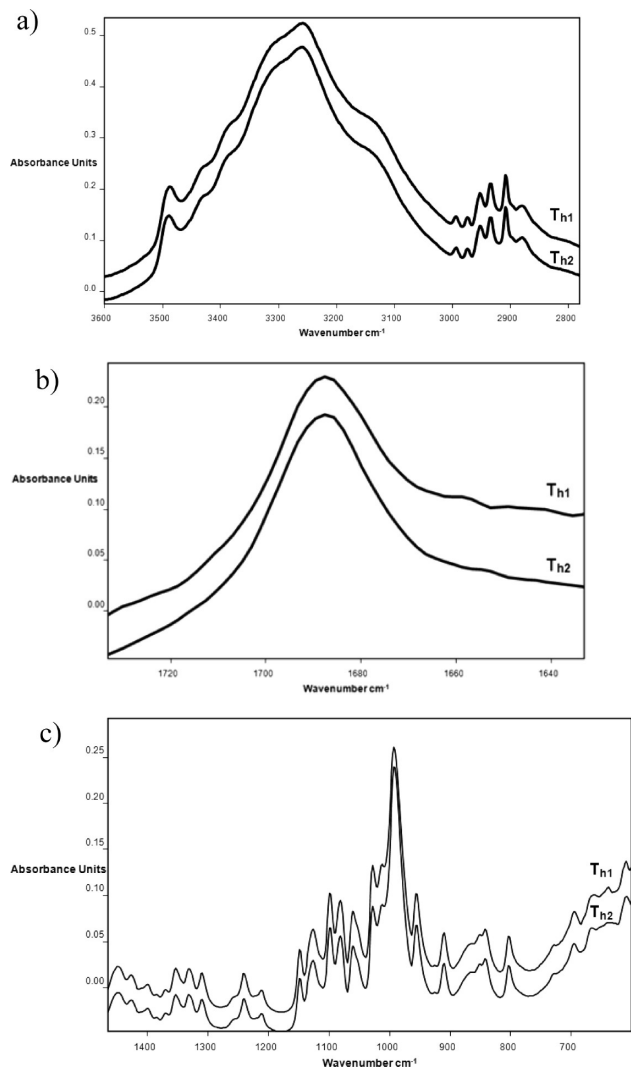 a)
0.5
0.4
Absorbance Units
0.3
0.2
0.1
0.0
Th1
Th2
3600 3500 3400 3300 3200 3100 3000 2900 2800
Wavenumber cm-1
b)
0.20
0.15
Absorbance Units
0.10
0.05
0.00
Th1
Th2
1720 1700 1680 1660 1640
Wavenumber cm-1
c)
0.25
0.20
0.15
Absorbance Units
0.10
0.05
0.00
Th1
Th2
1400 1300 1200 1100 1000 900 800 700
Wavenumber cm-1